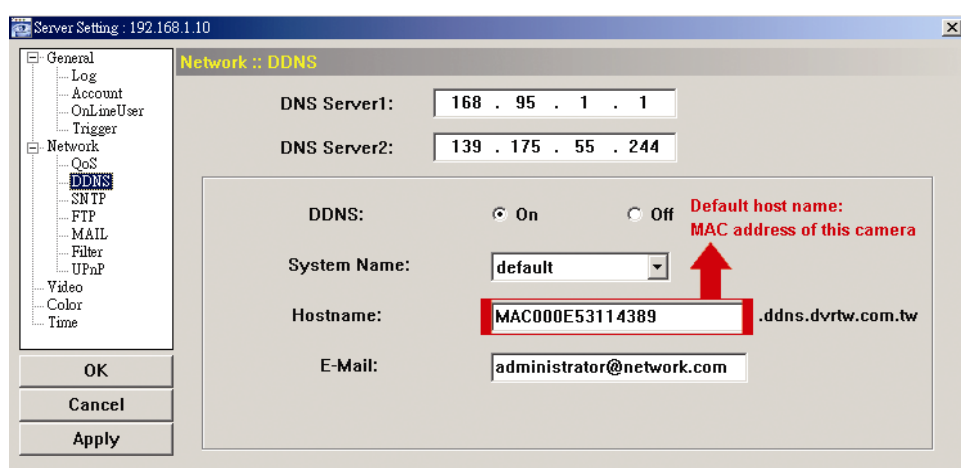 Server Setting : 192.168.1.10
General
Log
Account
OnLineUser
Trigger
Network
QoS
DDNS
SNTP
FTP
MAIL
Filter
UPnP
Video
Color
Time
OK
Cancel
Apply
Network :: DDNS
DNS Server1: 168 . 95 . 1 . 1
DNS Server2: 139 . 175 . 55 . 244
DDNS: On Off
Default host name:
MAC address of this camera
System Name: default
Hostname: MAC000E53114389 .ddns.dvrtw.com.tw
E-Mail: administrator@network.com